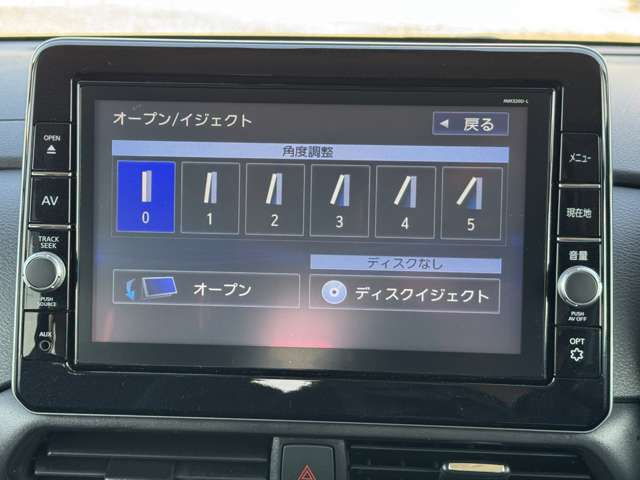 オープン/イジェクト
戻る
角度調整
0 1 2 3 4 5
ディスクなし
オープン
ディスクイジェクト
OPEN
AV
TRACK
SEEK
PUSH
SOURCE
AUX
メニュー
現在地
音量
PUSH
AV OFF
OPT